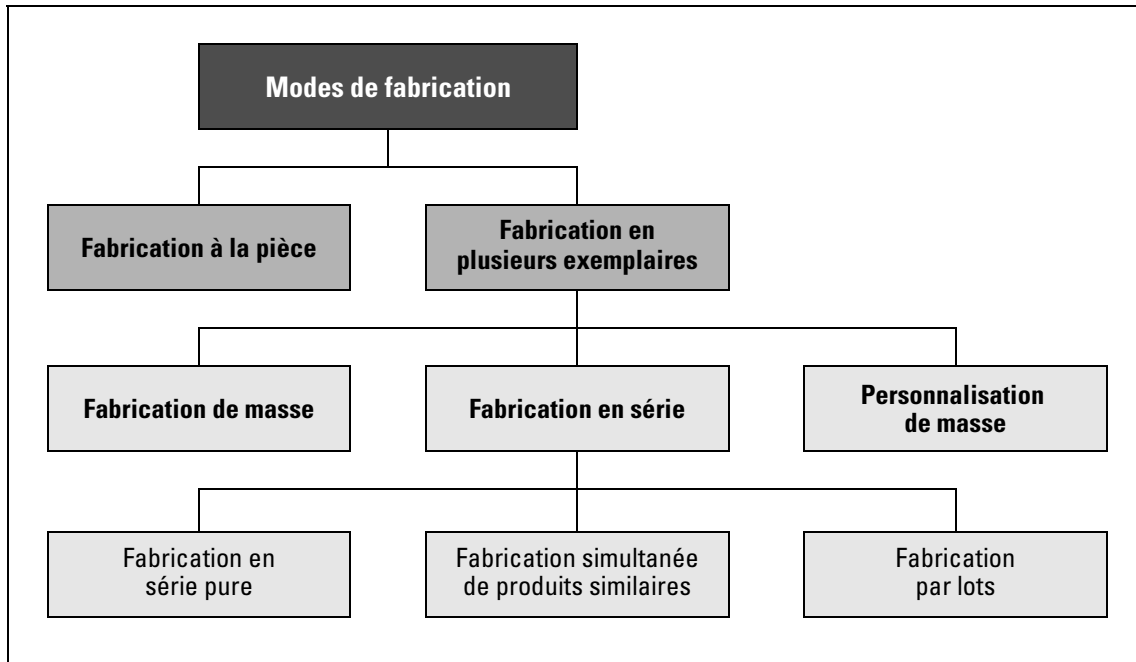 Modes de fabrication
Fabrication à la pièce
Fabrication en
plusieurs exemplaires
Fabrication de masse
Fabrication en série
Personnalisation
de masse
Fabrication en
série pure
Fabrication simultanée
de produits similaires
Fabrication
par lots